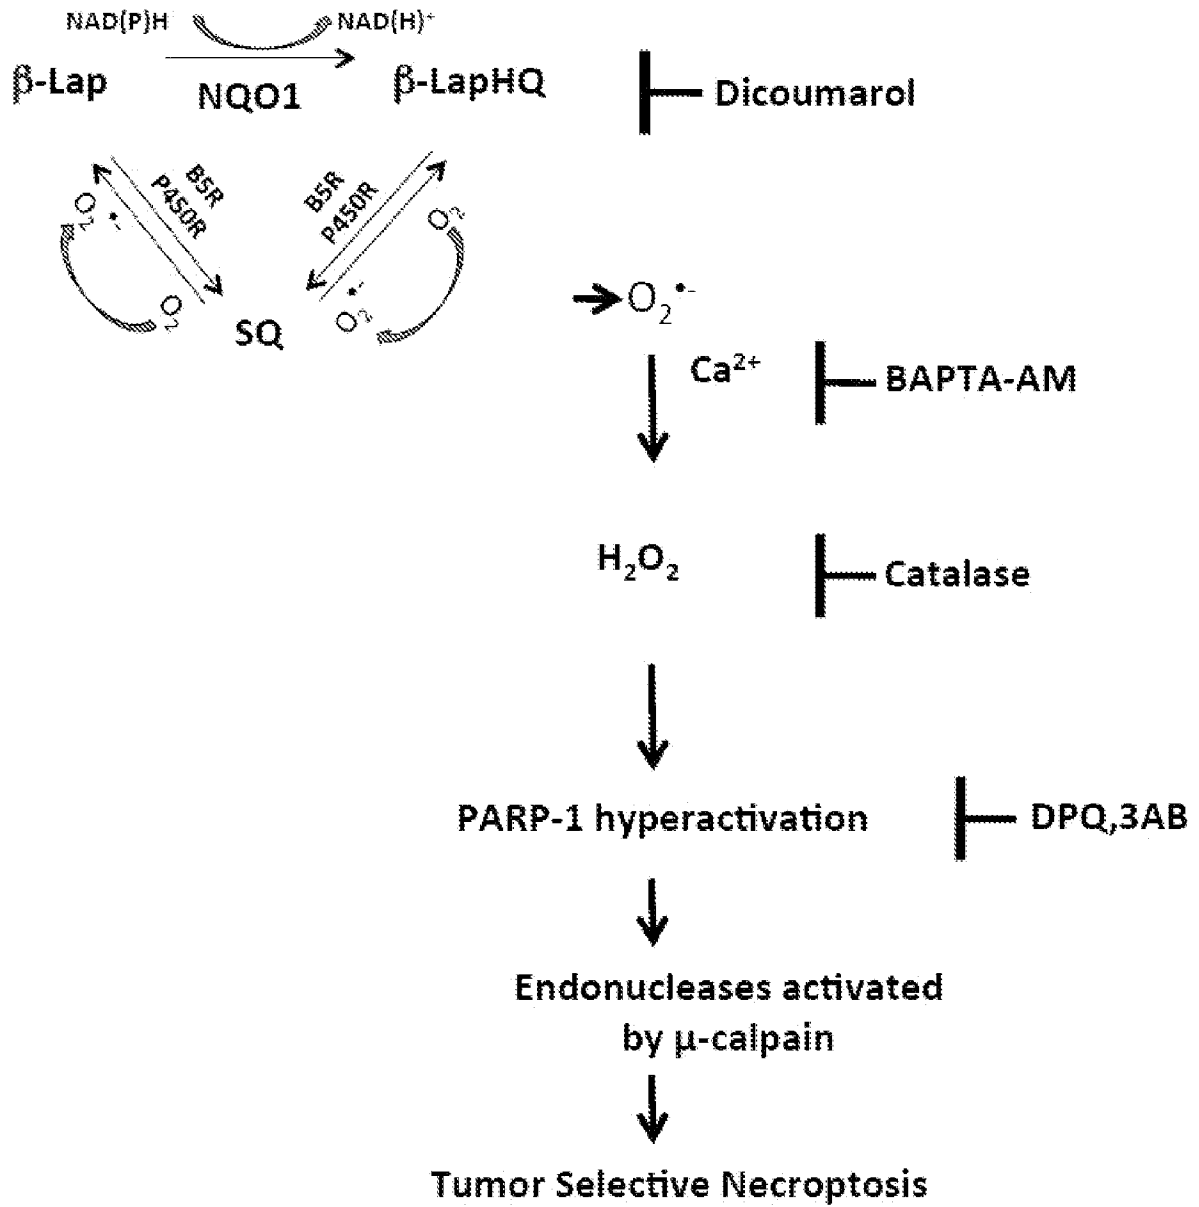 NAD(P)H NAD(H)⁺
β-Lap NQO1 β-LapHQ
Dicoumarol
B5R
P450R
B5R
P450R
O₂•-
O₂
O₂
O₂•-
SQ
O₂•-
Ca²⁺
BAPTA-AM
H₂O₂
Catalase
PARP-1 hyperactivation
DPQ,3AB
Endonucleases activated
by μ-calpain
Tumor Selective Necroptosis